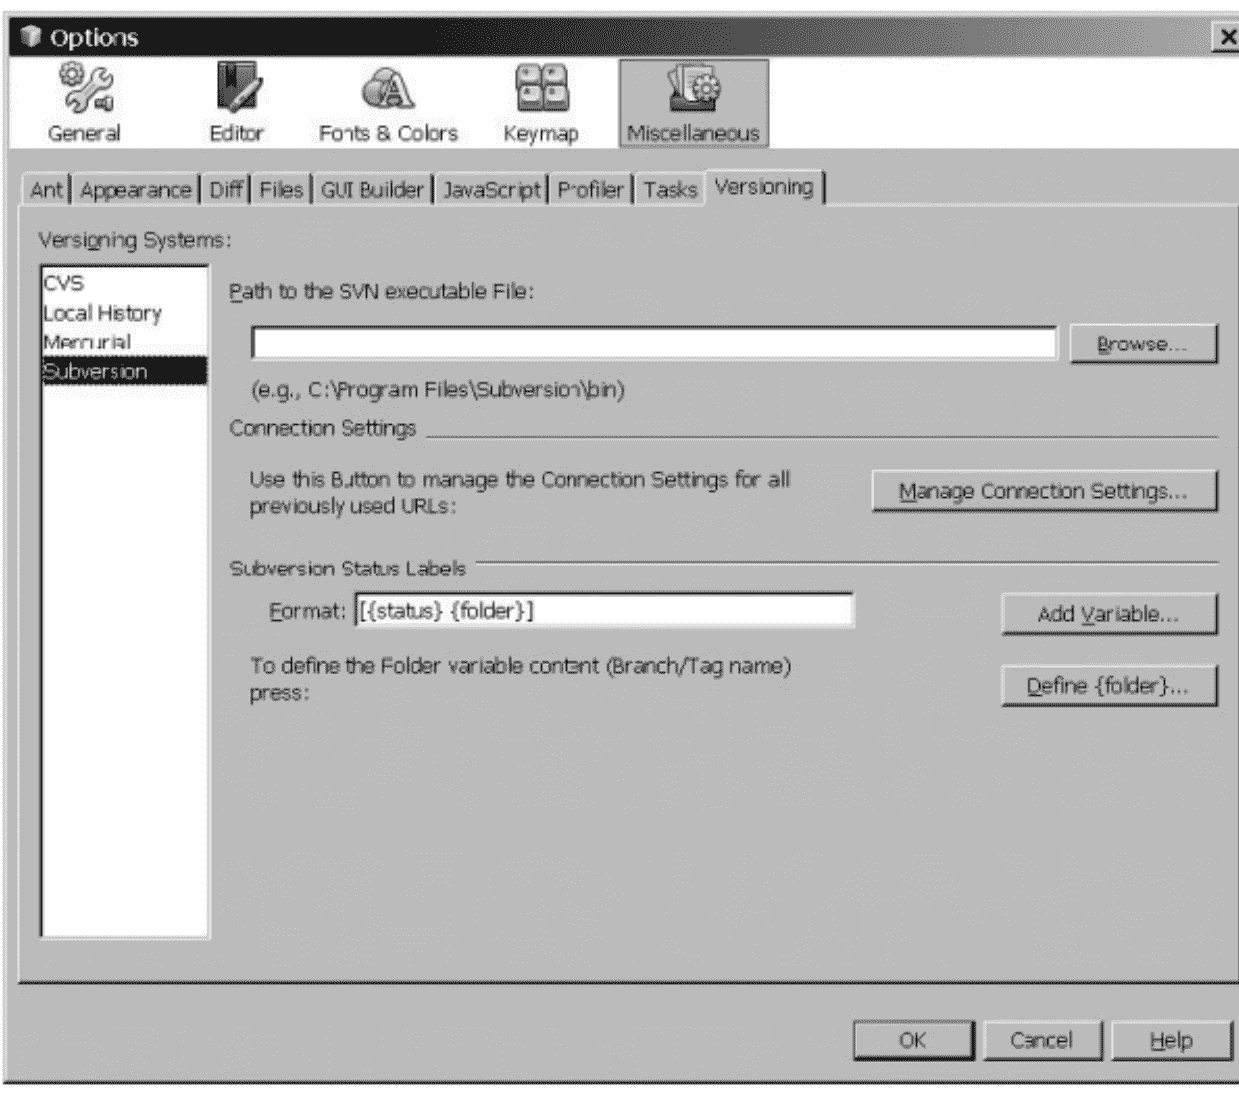 Options
General Editor Fonts & Colors Keymap Miscellaneous
Ant Appearance Diff Files GUI Builder JavaScript Profiler Tasks Versioning
Versioning Systems:
CVS
Local History
Mercurial
Subversion
Path to the SVN executable File:
Browse...
(e.g., C:\Program Files\Subversion\bin)
Connection Settings
Use this Button to manage the Connection Settings for all
previously used URLs:
Manage Connection Settings...
Subversion Status Labels
Format: [{status} {folder}]
Add Variable...
To define the Folder variable content (Branch/Tag name)
press:
Define {folder}...
OK Cancel Help